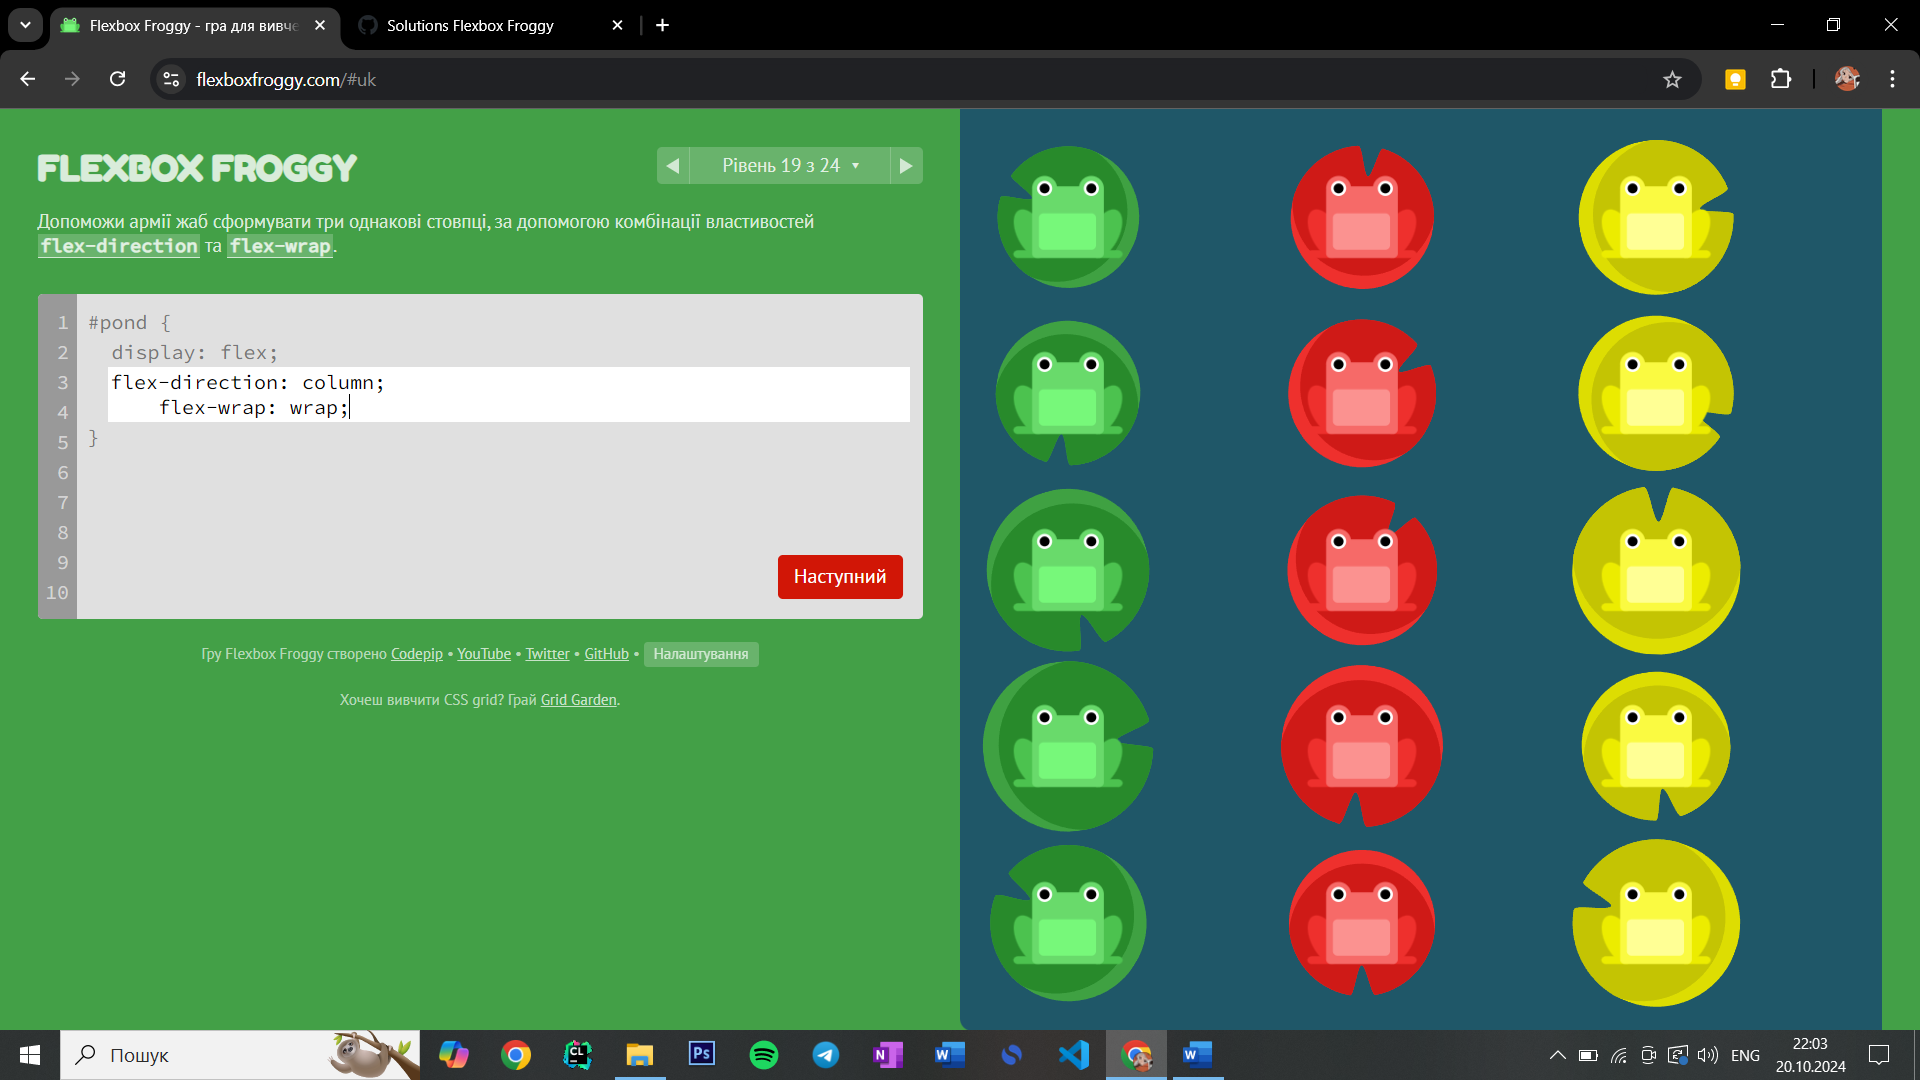 Flexbox Froggy - гра для вивче
Solutions Flexbox Froggy
flexboxfroggy.com/#uk
FLEXBOX FROGGY
Рівень 19 з 24
Допоможи армії жаб сформувати три однакові стовпці, за допомогою комбінації властивостей
flex-direction та flex-wrap.
1 #pond {
2 display: flex;
3 flex-direction: column;
4 flex-wrap: wrap;
5 }
6
7
8
9
10
Наступний
Гру Flexbox Froggy створено Codepip • YouTube • Twitter • GitHub • Налаштування
Хочеш вивчити CSS grid? Грай Grid Garden.
Пошук
CL
Ps
N
W
W
ENG
22:03
20.10.2024